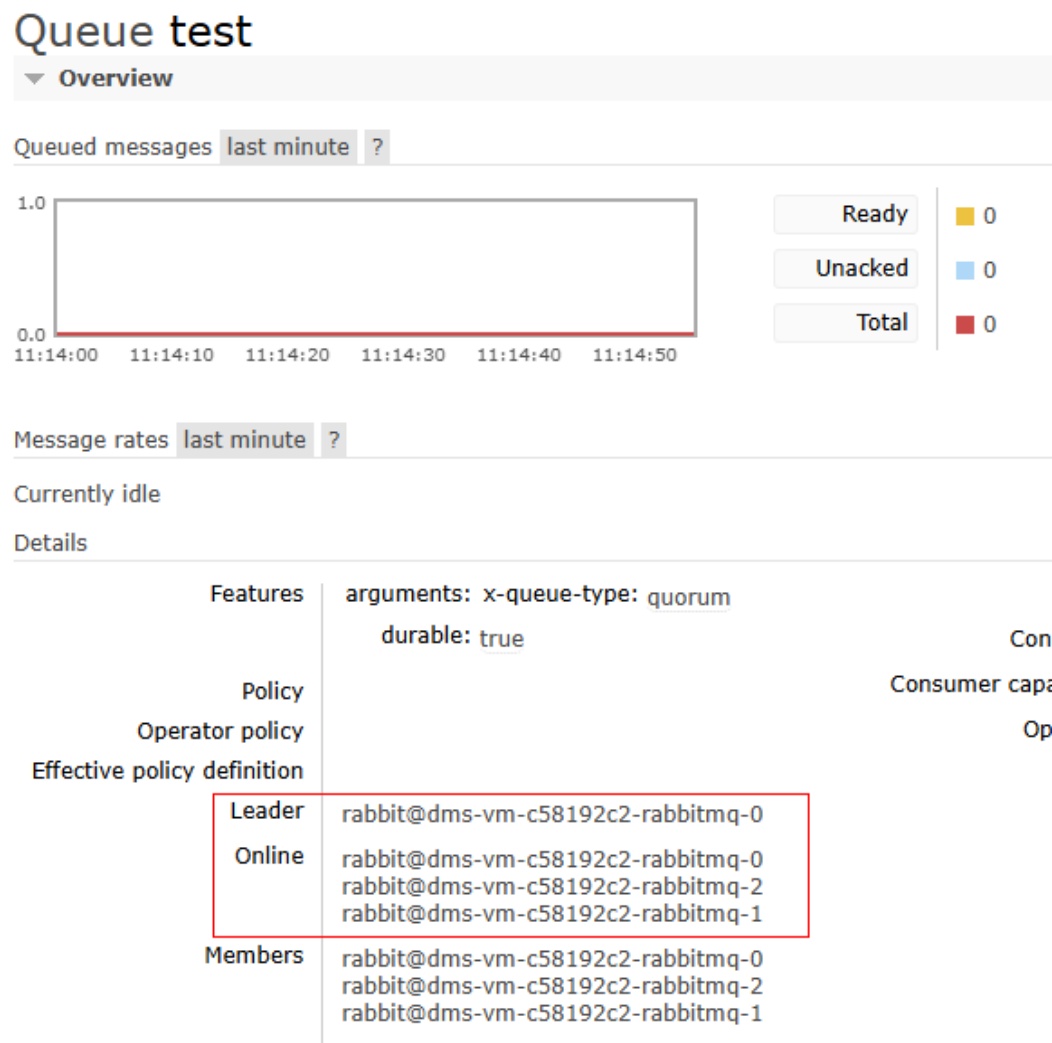 Queue test
Overview
Queued messages last minute ?
1.0
0.0
11:14:00 11:14:10 11:14:20 11:14:30 11:14:40 11:14:50
Ready 0
Unacked 0
Total 0
Message rates last minute ?
Currently idle
Details
Features arguments: x-queue-type: quorum
durable: true
Con
Policy
Consumer capa
Operator policy
Op
Effective policy definition
Leader rabbit@dms-vm-c58192c2-rabbitmq-0
Online rabbit@dms-vm-c58192c2-rabbitmq-0
rabbit@dms-vm-c58192c2-rabbitmq-2
rabbit@dms-vm-c58192c2-rabbitmq-1
Members rabbit@dms-vm-c58192c2-rabbitmq-0
rabbit@dms-vm-c58192c2-rabbitmq-2
rabbit@dms-vm-c58192c2-rabbitmq-1